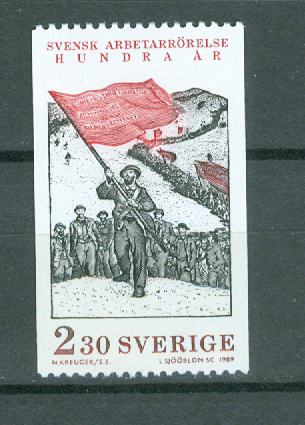 SVENSK ARBETARRÖRELSE
HUNDRA ÅR
2.30 SVERIGE
N. KREUGER/S.E. L SJÖÖBLOM SC 1989